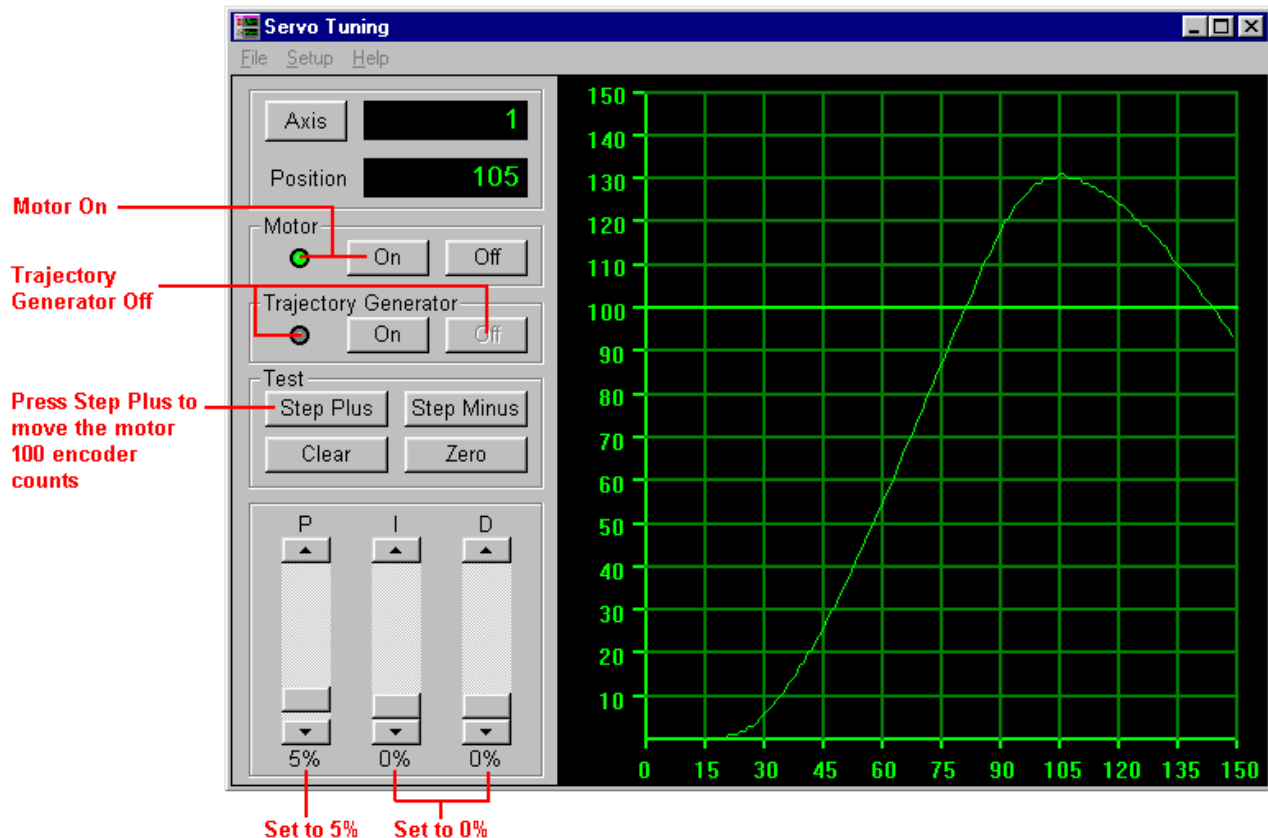 Servo Tuning
File Setup Help
Axis 1
Position 105
Motor On
Motor
On Off
Trajectory
Generator Off
Trajectory Generator
On Off
Test
Press Step Plus to
move the motor
100 encoder
counts
Step Plus Step Minus
Clear Zero
P I D
5% 0% 0%
Set to 5% Set to 0%
150
140
130
120
110
100
90
80
70
60
50
40
30
20
10
0 15 30 45 60 75 90 105 120 135 150